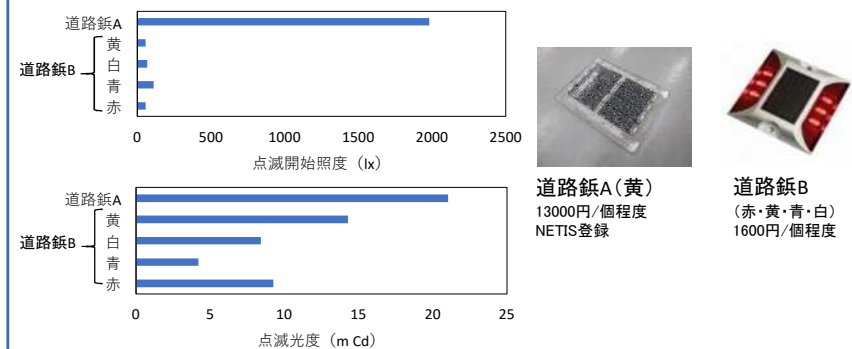 道路鋲A
黄
白
青
赤
道路鋲B
0 500 1000 1500 2000 2500
点滅開始照度（lx）
道路鋲A
黄
白
青
赤
道路鋲B
0 5 10 15 20 25
点滅光度（m Cd）
道路鋲A（黄）
13000円/個程度
NETIS登録
道路鋲B
（赤・黄・青・白）
1600円/個程度